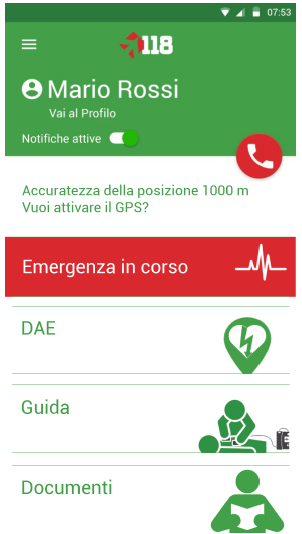 07:53
118
Mario Rossi
Vai al Profilo
Notifiche attive
Accuratezza della posizione 1000 m
Vuoi attivare il GPS?
Emergenza in corso
DAE
Guida
Documenti